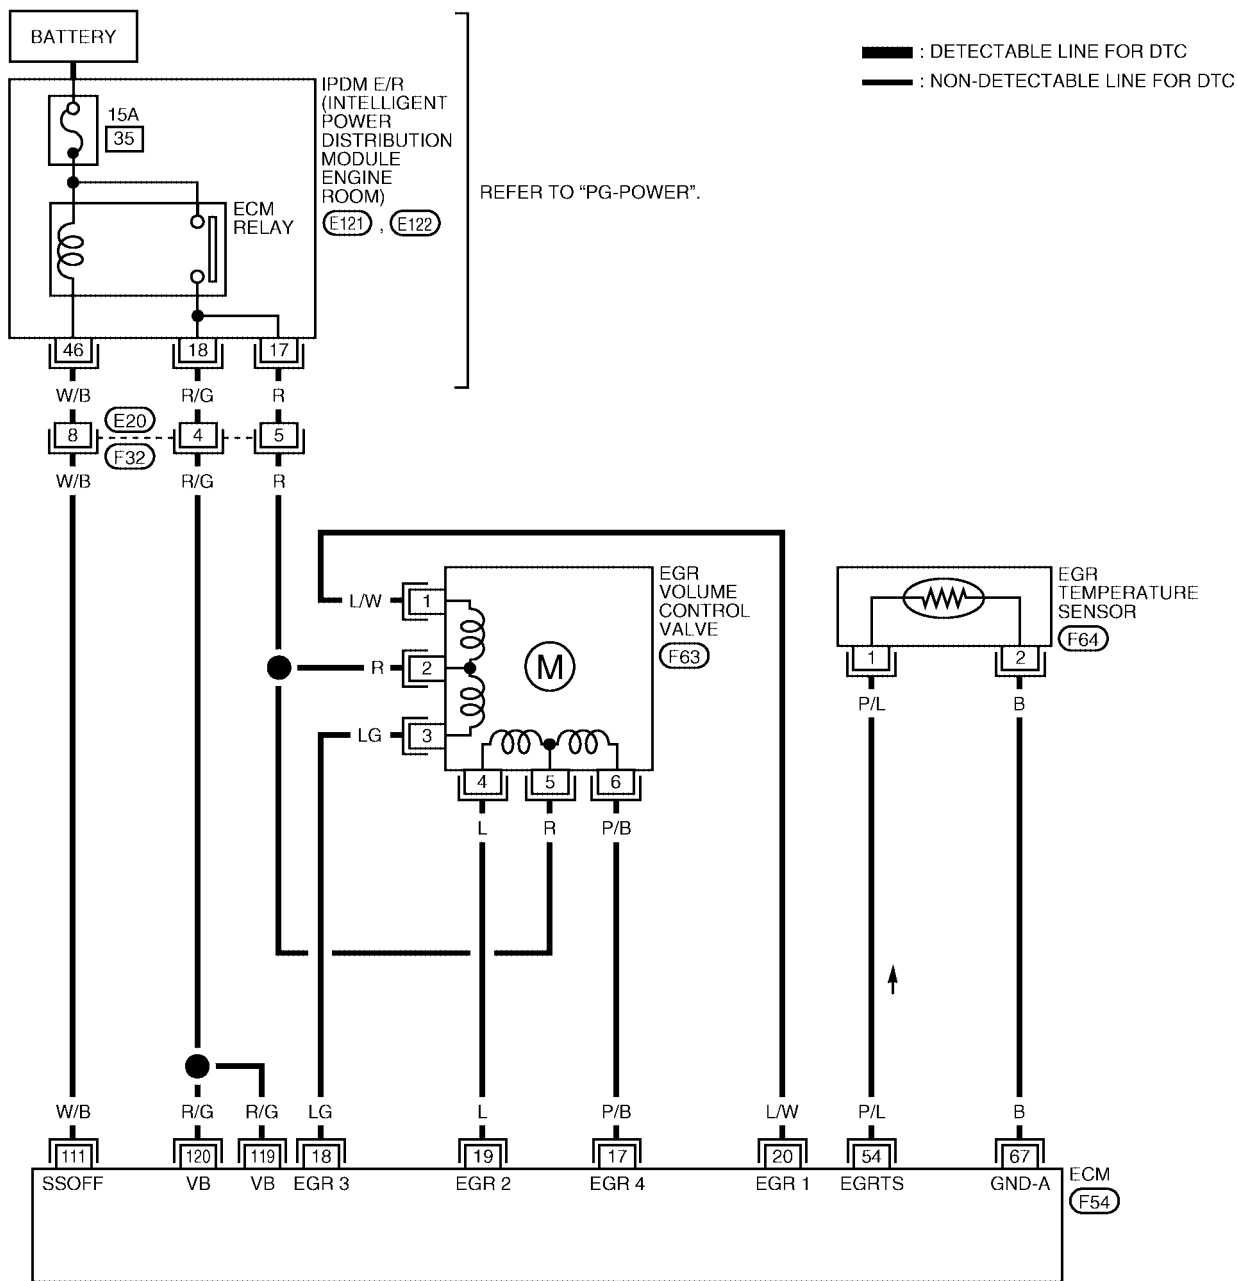 BATTERY
: DETECTABLE LINE FOR DTC
: NON-DETECTABLE LINE FOR DTC
15A
35
IPDM E/R
(INTELLIGENT
POWER
DISTRIBUTION
MODULE
ENGINE
ROOM)
E121 , E122
REFER TO “PG-POWER”.
ECM
RELAY
46 18 17
W/B R/G R
E20
8 4 5
F32
W/B R/G R
EGR
VOLUME
CONTROL
VALVE
F63
L/W 1
R 2
M
LG 3
4 5 6
L R P/B
EGR
TEMPERATURE
SENSOR
F64
1 2
P/L B
W/B R/G R/G LG L P/B L/W P/L B
111 120 119 18 19 17 20 54 67
SSOFF VB VB EGR 3 EGR 2 EGR 4 EGR 1 EGRTS GND-A
ECM
F54